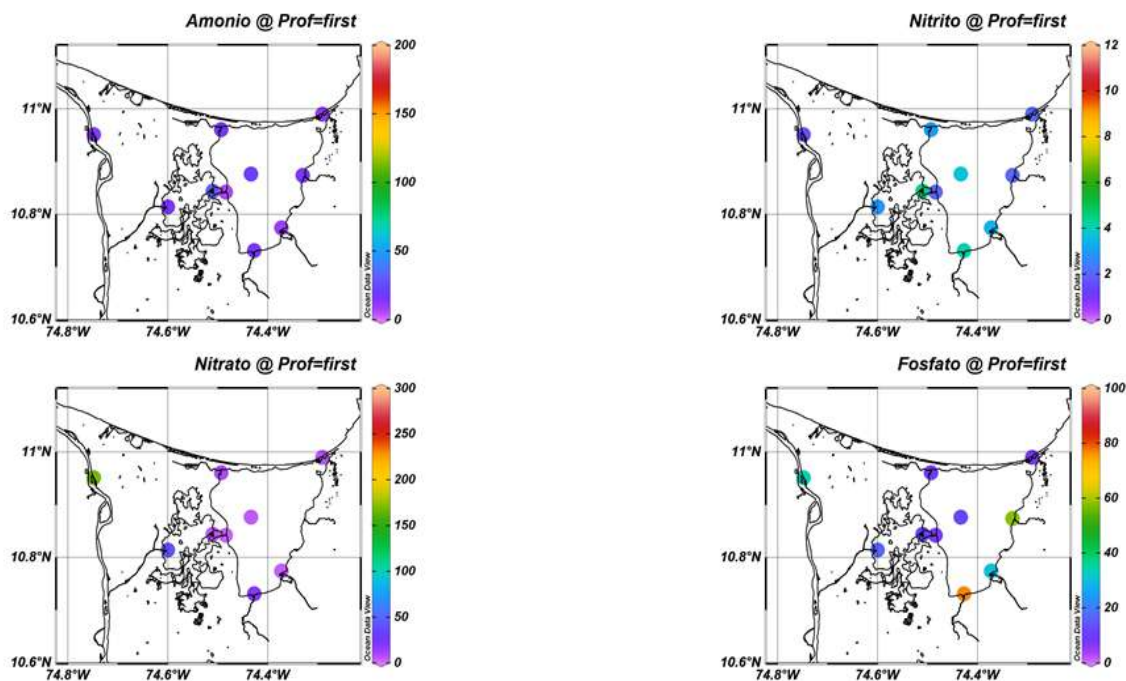 Amonio @ Prof=first
200
150
100
50
0
11°N
10.8°N
10.6°N
74.8°W
74.6°W
74.4°W
Ocean Data View
Nitrito @ Prof=first
12
10
8
6
4
2
0
11°N
10.8°N
10.6°N
74.8°W
74.6°W
74.4°W
Ocean Data View
Nitrato @ Prof=first
300
250
200
150
100
50
0
11°N
10.8°N
10.6°N
74.8°W
74.6°W
74.4°W
Ocean Data View
Fosfato @ Prof=first
100
80
60
40
20
0
11°N
10.8°N
10.6°N
74.8°W
74.6°W
74.4°W
Ocean Data View